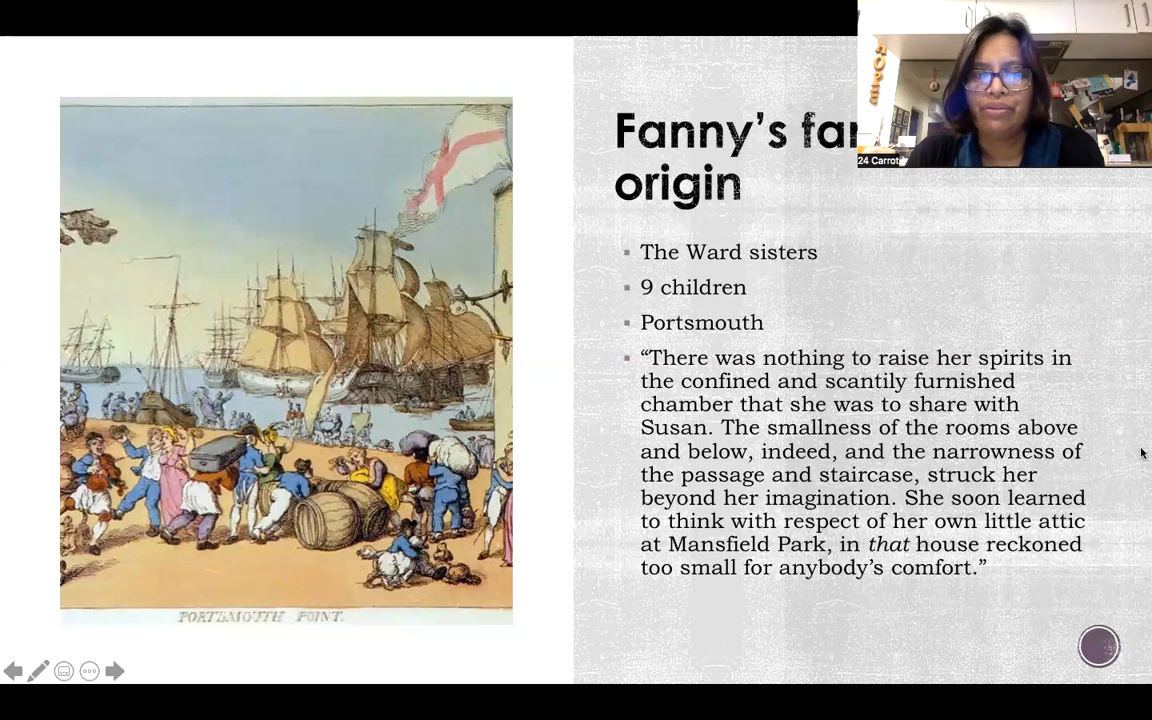 Fanny's fa
origin
HOPE
24 Carrot
The Ward sisters
9 children
Portsmouth
“There was nothing to raise her spirits in
the confined and scantily furnished
chamber that she was to share with
Susan. The smallness of the rooms above
and below, indeed, and the narrowness of
the passage and staircase, struck her
beyond her imagination. She soon learned
to think with respect of her own little attic
at Mansfield Park, in that house reckoned
too small for anybody’s comfort.”
PORTSMOUTH POINT.